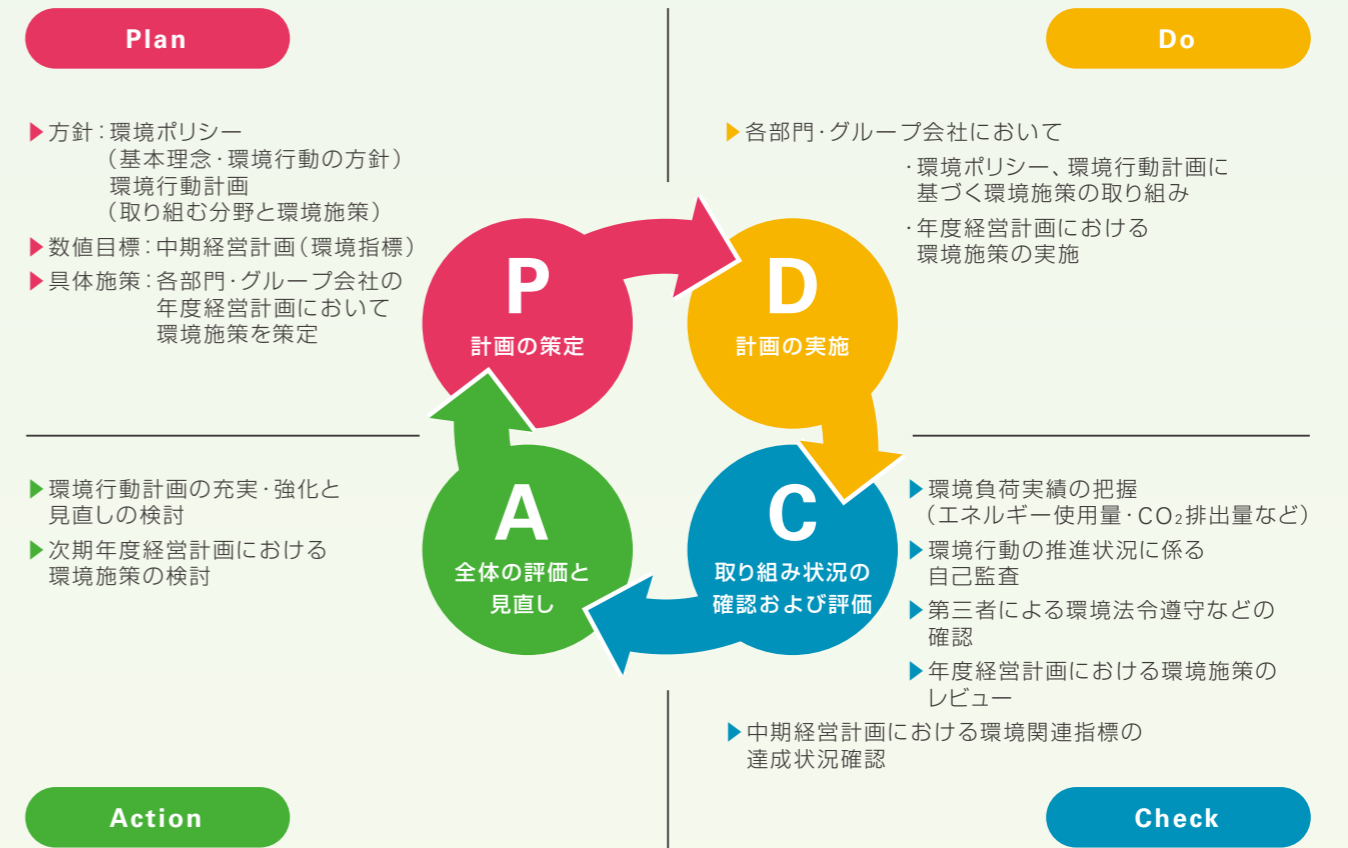 Plan
▶方針：環境ポリシー
（基本理念・環境行動の方針）
環境行動計画
（取り組む分野と環境施策）
▶数値目標：中期経営計画（環境指標）
▶具体施策：各部門・グループ会社の
年度経営計画において
環境施策を策定
Do
▶各部門・グループ会社において
・環境ポリシー、環境行動計画に
基づく環境施策の取り組み
・年度経営計画における
環境施策の実施
P
計画の策定
D
計画の実施
A
全体の評価と
見直し
C
取り組み状況の
確認および評価
▶環境行動計画の充実・強化と
見直しの検討
▶次期年度経営計画における
環境施策の検討
Action
▶環境負荷実績の把握
（エネルギー使用量・CO₂排出量など）
▶環境行動の推進状況に係る
自己監査
▶第三者による環境法令遵守などの
確認
▶年度経営計画における環境施策の
レビュー
▶中期経営計画における環境関連指標の
達成状況確認
Check